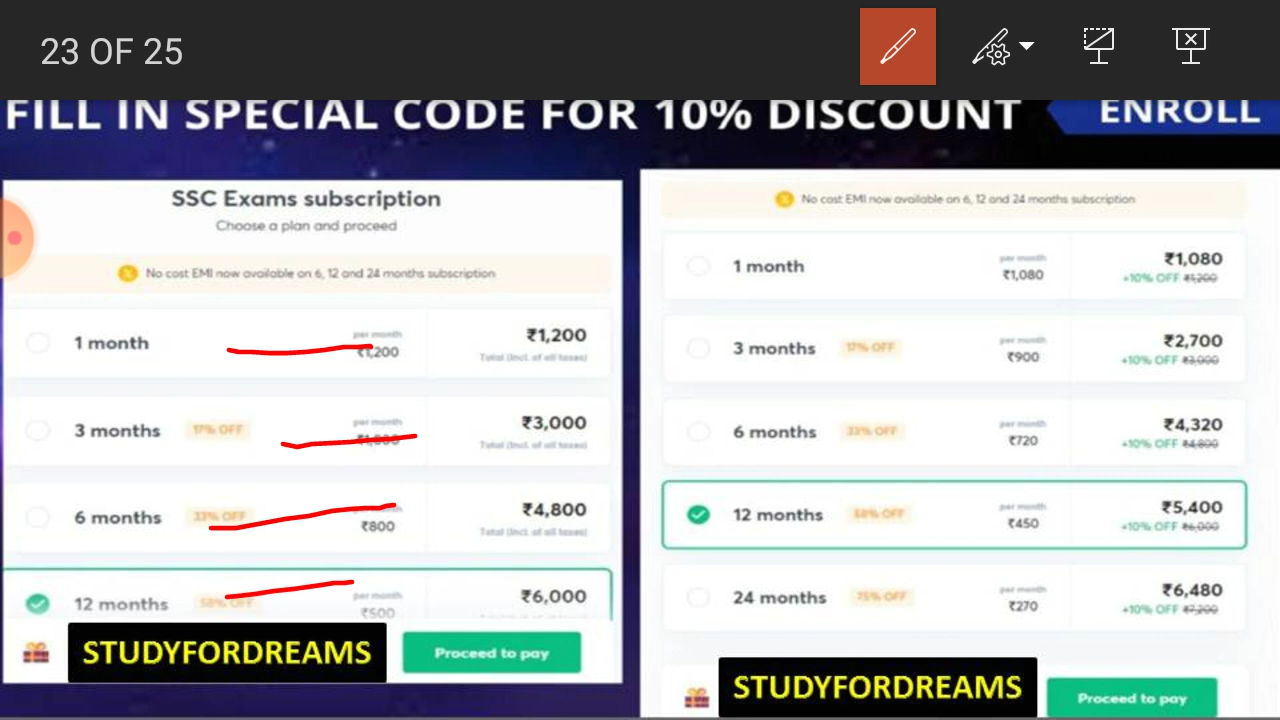 23 OF 25
FILL IN SPECIAL CODE FOR 10% DISCOUNT
ENROLL
SSC Exams subscription
Choose a plan and proceed
No cost EMI now available on 6, 12 and 24 months subscription
1 month per month ₹1,200
₹1,200 Total (Incl. of all taxes)
3 months 17% OFF per month ₹3,000
₹1,000 Total (Incl. of all taxes)
6 months 33% OFF ₹4,800
₹800 Total (Incl. of all taxes)
12 months 58% OFF per month ₹6,000
₹500
STUDYFORDREAMS Proceed to pay
No cost EMI now available on 6, 12 and 24 months subscription
1 month per month ₹1,080
₹1,080 +10% OFF ₹1,200
3 months 17% OFF per month ₹2,700
₹900 +10% OFF ₹3,000
6 months 33% OFF per month ₹4,320
₹720 +10% OFF ₹4,800
12 months 58% OFF per month ₹5,400
₹450 +10% OFF ₹6,000
24 months 75% OFF per month ₹6,480
₹270 +10% OFF ₹7,200
STUDYFORDREAMS Proceed to pay